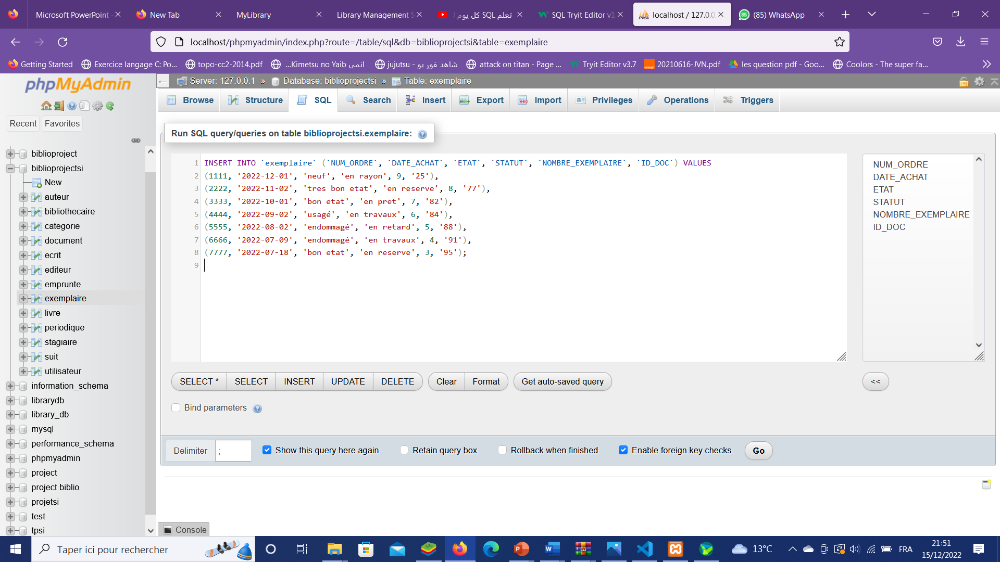 Microsoft PowerPoint
New Tab
MyLibrary
Library Management S
تعلم SQL كل يوم
SQL Tryit Editor v1
localhost / 127.0.0
(85) WhatsApp
localhost/phpmyadmin/index.php?route=/table/sql&db=biblioprojectsi&table=exemplaire
Getting Started
Exercice langage C: Po...
topo-cc2-2014.pdf
...Kimetsu no Yaib انمي
jujutsu - شاهد فور يو
attack on titan - Page ...
Tryit Editor v3.7
20210616-JVN.pdf
les question pdf - Goo...
Coolors - The super fa...
phpMyAdmin
Recent
Favorites
biblioproject
biblioprojectsi
New
auteur
bibliothecaire
categorie
document
ecrit
editeur
emprunte
exemplaire
livre
periodique
stagiaire
suit
utilisateur
information_schema
librarydb
library_db
mysql
performance_schema
phpmyadmin
project
project biblio
projetsi
test
tpsi
Server: 127.0.0.1 » Database: biblioprojectsi » Table: exemplaire
Browse
Structure
SQL
Search
Insert
Export
Import
Privileges
Operations
Triggers
Run SQL query/queries on table biblioprojectsi.exemplaire:
1 INSERT INTO `exemplaire` (`NUM_ORDRE`, `DATE_ACHAT`, `ETAT`, `STATUT`, `NOMBRE_EXEMPLAIRE`, `ID_DOC`) VALUES
2 (1111, '2022-12-01', 'neuf', 'en rayon', 9, '25'),
3 (2222, '2022-11-02', 'tres bon etat', 'en reserve', 8, '77'),
4 (3333, '2022-10-01', 'bon etat', 'en pret', 7, '82'),
5 (4444, '2022-09-02', 'usagé', 'en travaux', 6, '84'),
6 (5555, '2022-08-02', 'endommagé', 'en retard', 5, '88'),
7 (6666, '2022-07-09', 'endommagé', 'en travaux', 4, '91'),
8 (7777, '2022-07-18', 'bon etat', 'en reserve', 3, '95');
9
NUM_ORDRE
DATE_ACHAT
ETAT
STATUT
NOMBRE_EXEMPLAIRE
ID_DOC
SELECT *
SELECT
INSERT
UPDATE
DELETE
Clear
Format
Get auto-saved query
<<
Bind parameters
Delimiter ;
Show this query here again
Retain query box
Rollback when finished
Enable foreign key checks
Go
Console
Taper ici pour rechercher
13°C
FRA
21:51
15/12/2022